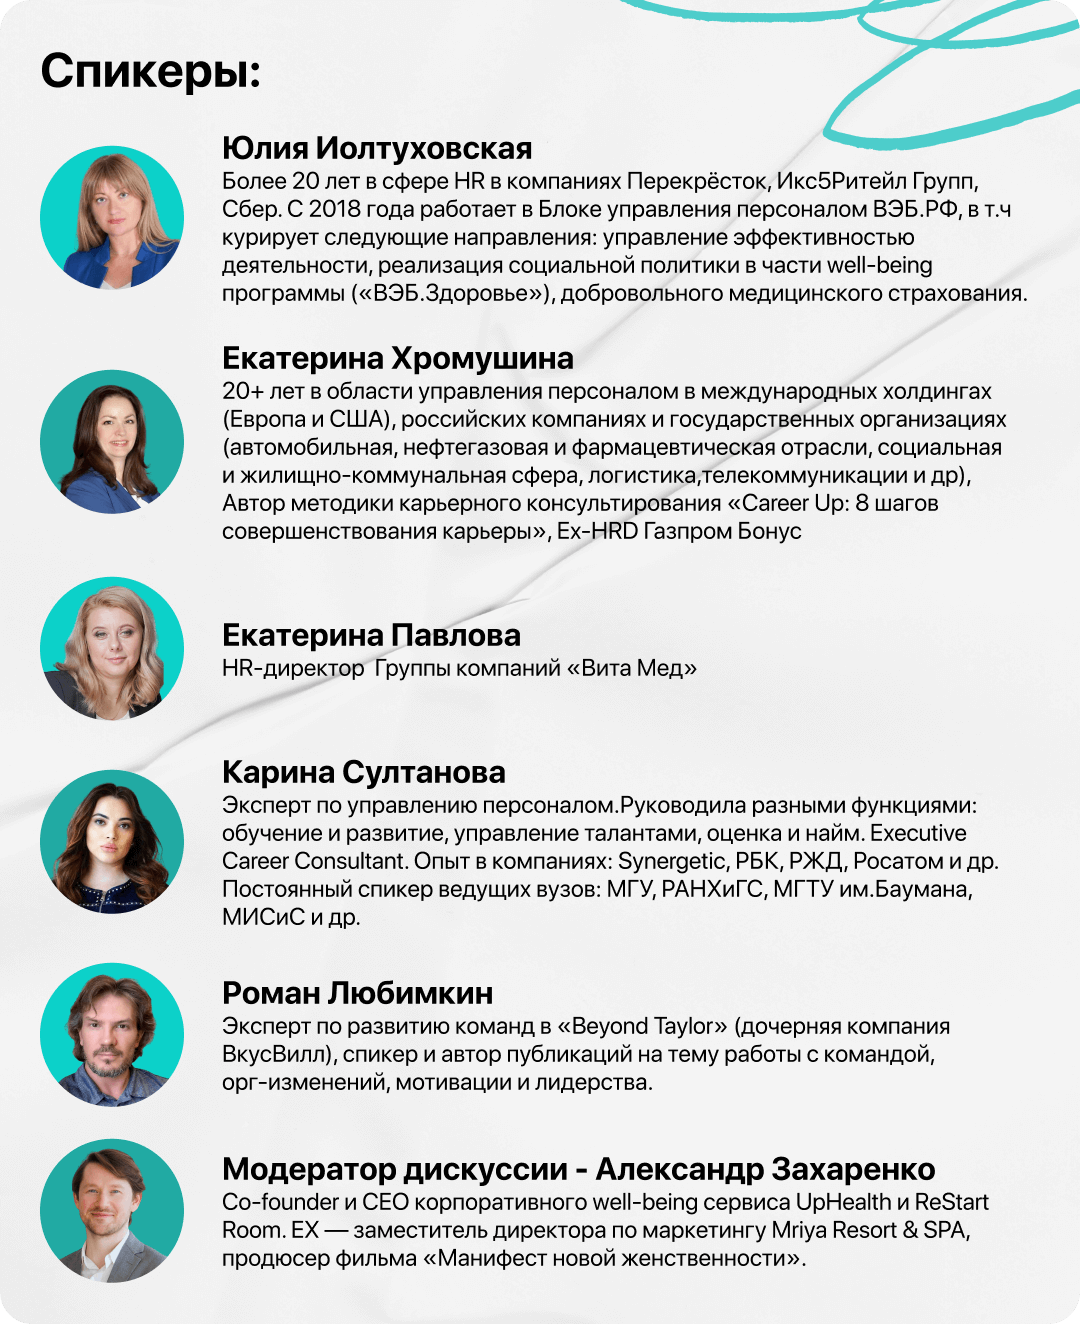 Спикеры:
Юлия Иолтуховская
Более 20 лет в сфере HR в компаниях Перекрёсток, Икс5Ритейл Групп,
Сбер. С 2018 года работает в Блоке управления персоналом ВЭБ.РФ, в т.ч
курирует следующие направления: управление эффективностью
деятельности, реализация социальной политики в части well-being
программы («ВЭБ.Здоровье»), добровольного медицинского страхования.
Екатерина Хромушина
20+ лет в области управления персоналом в международных холдингах
(Европа и США), российских компаниях и государственных организациях
(автомобильная, нефтегазовая и фармацевтическая отрасли, социальная
и жилищно-коммунальная сфера, логистика,телекоммуникации и др),
Автор методики карьерного консультирования «Career Up: 8 шагов
совершенствования карьеры», Ex-HRD Газпром Бонус
Екатерина Павлова
HR-директор Группы компаний «Вита Мед»
Карина Султанова
Эксперт по управлению персоналом.Руководила разными функциями:
обучение и развитие, управление талантами, оценка и найм. Executive
Career Consultant. Опыт в компаниях: Synergetic, РБК, РЖД, Росатом и др.
Постоянный спикер ведущих вузов: МГУ, РАНХиГС, МГТУ им.Баумана,
МИСиС и др.
Роман Любимкин
Эксперт по развитию команд в «Beyond Taylor» (дочерняя компания
ВкусВилл), спикер и автор публикаций на тему работы с командой,
орг-изменений, мотивации и лидерства.
Модератор дискуссии - Александр Захаренко
Co-founder и CEO корпоративного well-being сервиса UpHealth и ReStart
Room. EX — заместитель директора по маркетингу Mriya Resort & SPA,
продюсер фильма «Манифест новой женственности».